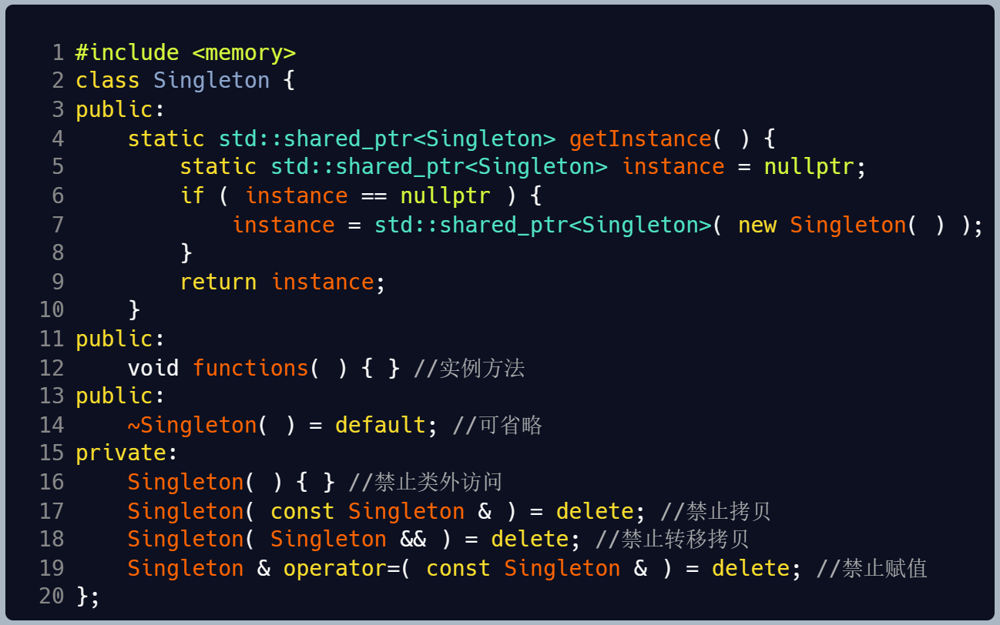 1 #include <memory>
2 class Singleton {
3 public:
4     static std::shared_ptr<Singleton> getInstance( ) {
5         static std::shared_ptr<Singleton> instance = nullptr;
6         if ( instance == nullptr ) {
7             instance = std::shared_ptr<Singleton>( new Singleton( ) );
8         }
9         return instance;
10     }
11 public:
12     void functions( ) { } //实例方法
13 public:
14     ~Singleton( ) = default; //可省略
15 private:
16     Singleton( ) { } //禁止类外访问
17     Singleton( const Singleton & ) = delete; //禁止拷贝
18     Singleton( Singleton && ) = delete; //禁止转移拷贝
19     Singleton & operator=( const Singleton & ) = delete; //禁止赋值
20 };